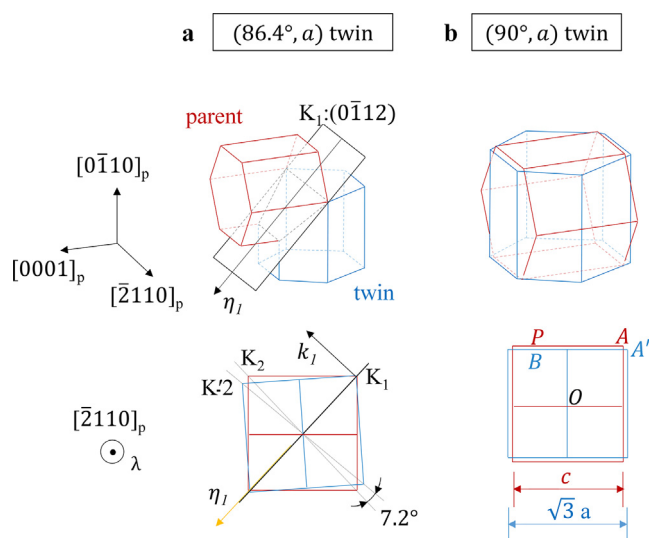 a
(86.4°, a) twin
b
(90°, a) twin
K₁:(01̅12)
parent
[01̅10]ₚ
[0001]ₚ
[2̅110]ₚ
η₁
twin
K₂
k₁
K'2
K₁
[2̅110]ₚ
λ
η₁
7.2°
P
A
A'
B
O
c
√3 a